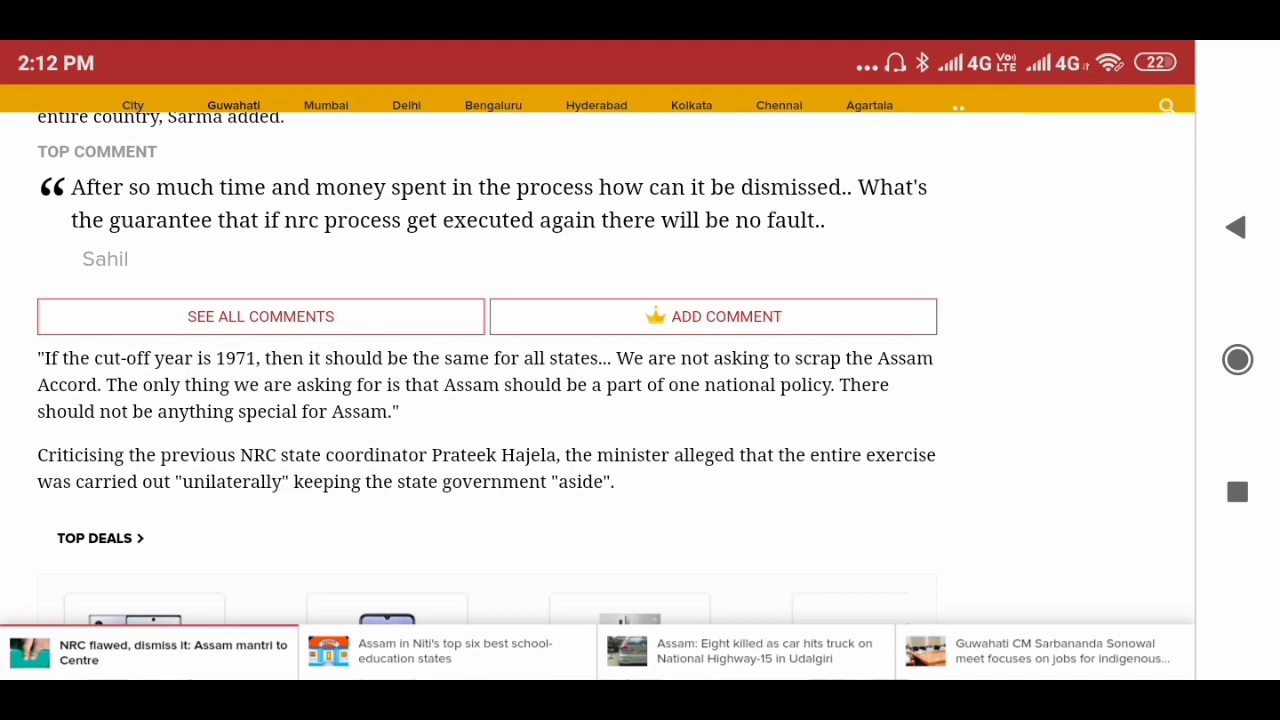 2:12 PM
... 4G Vo) LTE 4G 22
City Guwahati Mumbai Delhi Bengaluru Hyderabad Kolkata Chennai Agartala
entire country, Sarma added.
TOP COMMENT
“ After so much time and money spent in the process how can it be dismissed.. What's
the guarantee that if nrc process get executed again there will be no fault..
Sahil
SEE ALL COMMENTS ADD COMMENT
"If the cut-off year is 1971, then it should be the same for all states... We are not asking to scrap the Assam
Accord. The only thing we are asking for is that Assam should be a part of one national policy. There
should not be anything special for Assam."
Criticising the previous NRC state coordinator Prateek Hajela, the minister alleged that the entire exercise
was carried out "unilaterally" keeping the state government "aside".
TOP DEALS >
NRC flawed, dismiss it: Assam mantri to
Centre
Assam in Niti's top six best school-
education states
Assam: Eight killed as car hits truck on
National Highway-15 in Udalgiri
Guwahati CM Sarbananda Sonowal
meet focuses on jobs for indigenous...